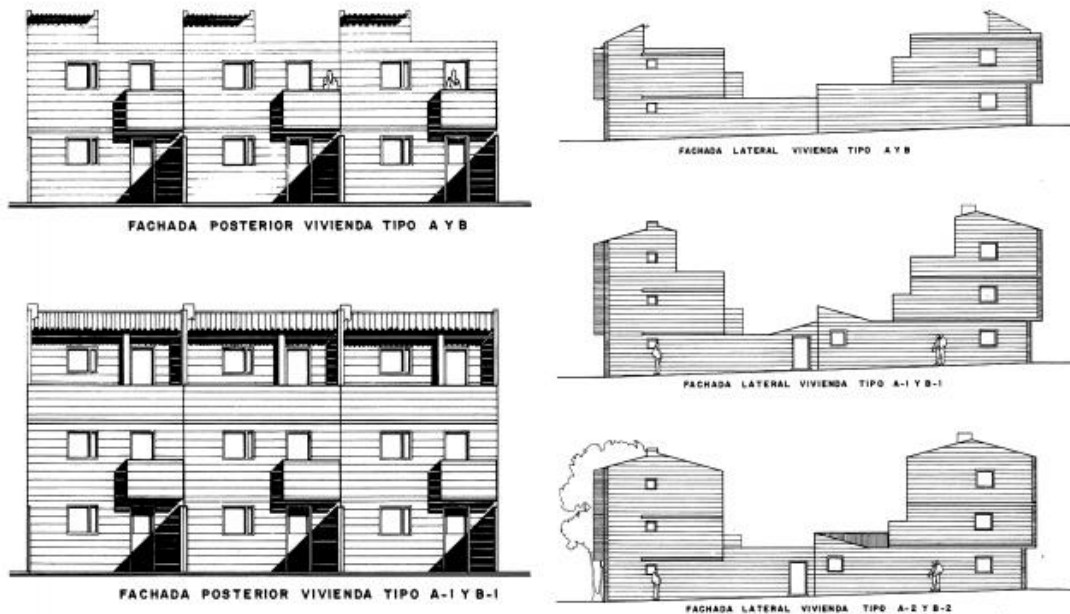 FACHADA POSTERIOR VIVIENDA TIPO A Y B
FACHADA POSTERIOR VIVIENDA TIPO A-1 Y B-1
FACHADA LATERAL VIVIENDA TIPO A Y B
FACHADA LATERAL VIVIENDA TIPO A-1 Y B-1
FACHADA LATERAL VIVIENDA TIPO A-2 Y B-2